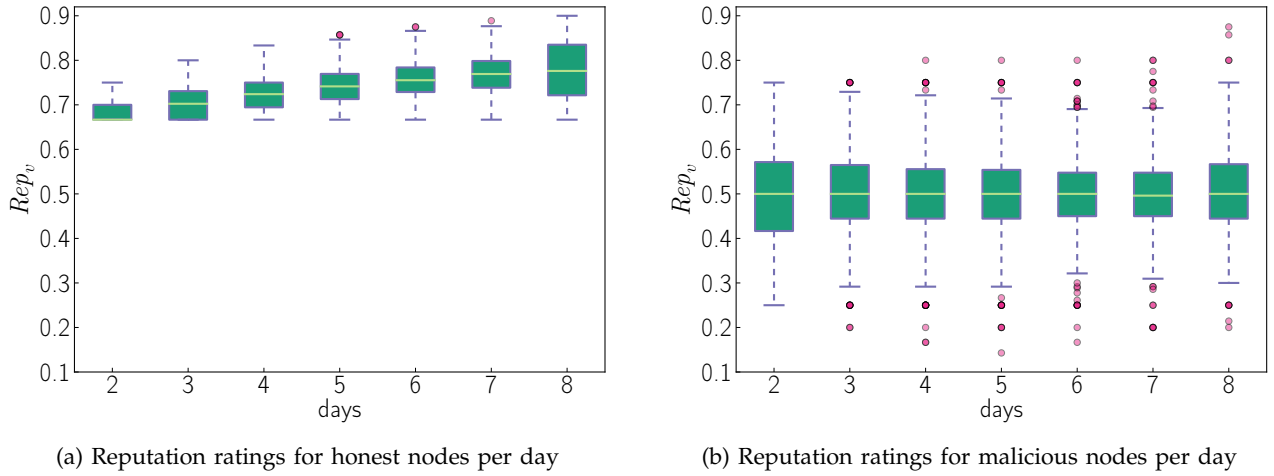 0.9
0.8
0.7
0.6
0.5
0.4
0.3
0.2
0.1
Rep_v
2 3 4 5 6 7 8
days
(a) Reputation ratings for honest nodes per day
0.9
0.8
0.7
0.6
0.5
0.4
0.3
0.2
0.1
Rep_v
2 3 4 5 6 7 8
days
(b) Reputation ratings for malicious nodes per day